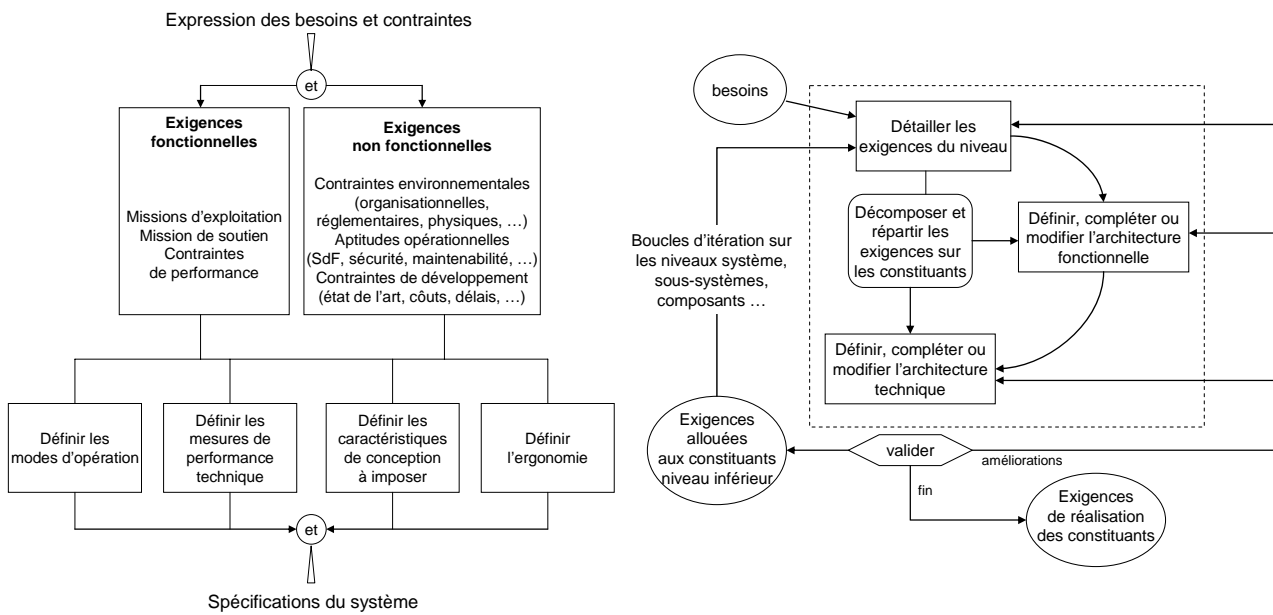 Expression des besoins et contraintes
et
Exigences
fonctionnelles
Missions d'exploitation
Mission de soutien
Contraintes
de performance
Exigences
non fonctionnelles
Contraintes environnementales
(organisationnelles,
réglementaires, physiques, …)
Aptitudes opérationnelles
(SdF, sécurité, maintenabilité, …)
Contraintes de développement
(état de l'art, côuts, délais, …)
Définir les
modes d'opération
Définir les
mesures de
performance
technique
Définir les
caractéristiques
de conception
à imposer
Définir
l'ergonomie
et
Spécifications du système
besoins
Détailler les
exigences du niveau
Décomposer et
répartir les
exigences sur
les constituants
Définir, compléter ou
modifier l'architecture
fonctionnelle
Boucles d'itération sur
les niveaux système,
sous-systèmes,
composants …
Définir, compléter ou
modifier l'architecture
technique
Exigences
allouées
aux constituants
niveau inférieur
valider
améliorations
fin
Exigences
de réalisation
des constituants